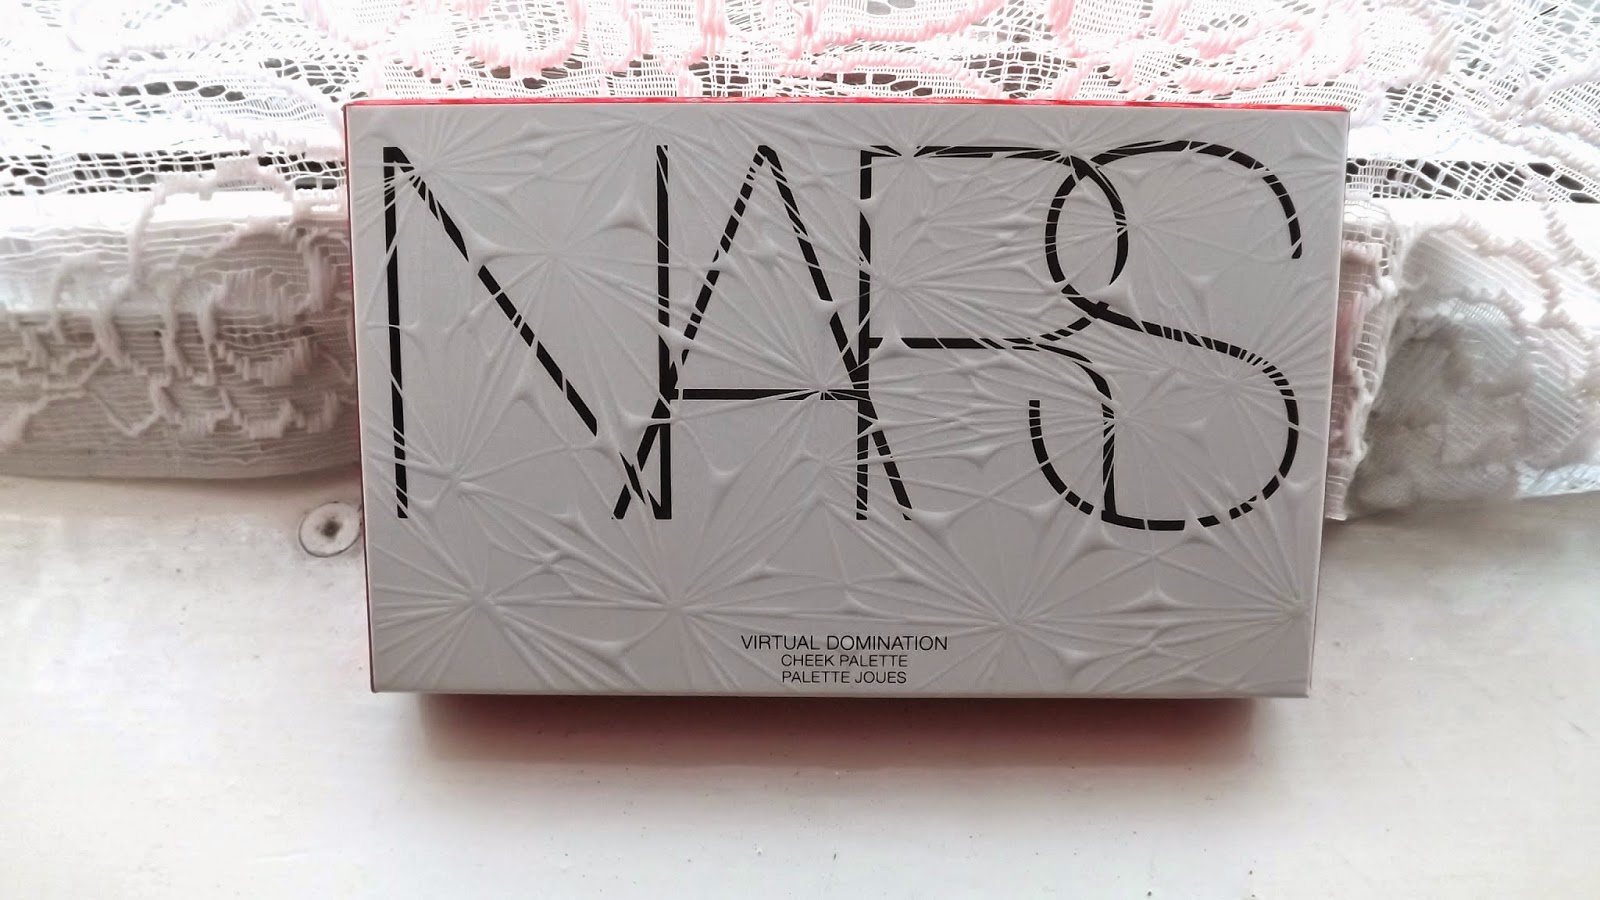 NARS
VIRTUAL DOMINATION
CHEEK PALETTE
PALETTE JOUES